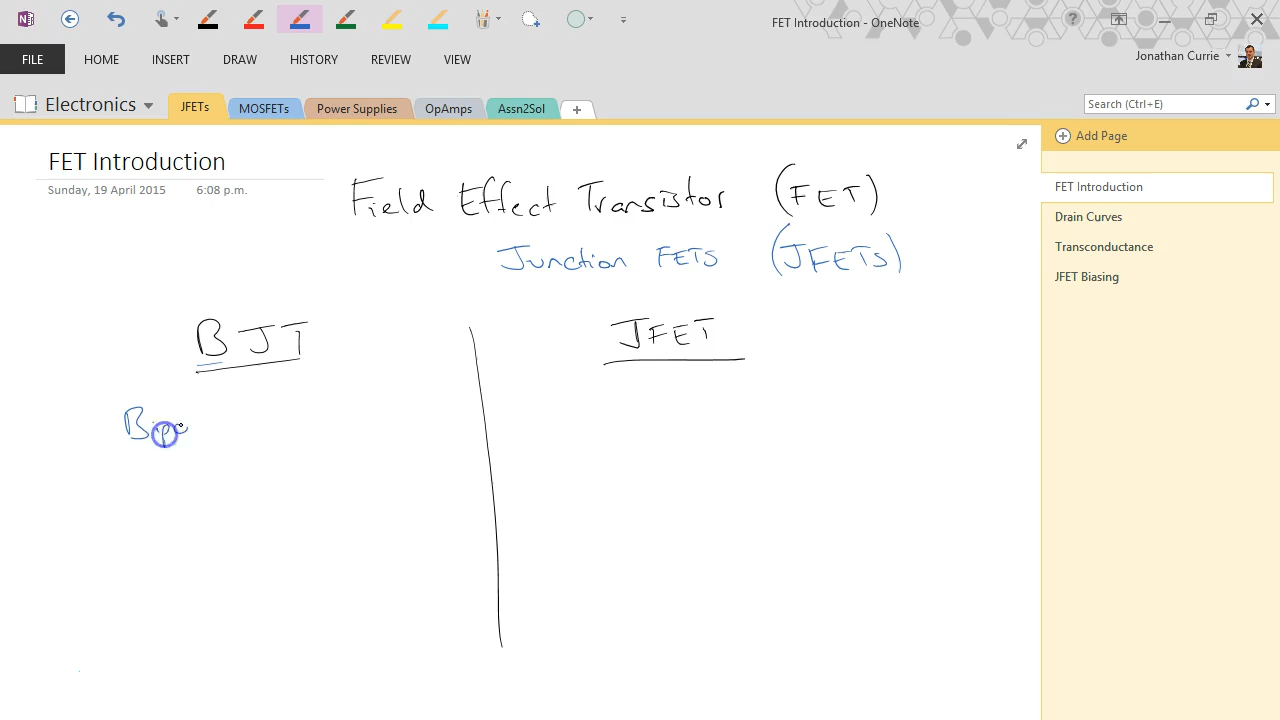 FET Introduction - OneNote
FILE HOME INSERT DRAW HISTORY REVIEW VIEW
Jonathan Currie
Electronics JFETs MOSFETs Power Supplies OpAmps Assn2Sol
Search (Ctrl+E)
Add Page
FET Introduction
Drain Curves
Transconductance
JFET Biasing
FET Introduction
Sunday, 19 April 2015 6:08 p.m.
Field Effect Transistor (FET)
Junction FETS (JFETs)
BJT JFET
Bipo